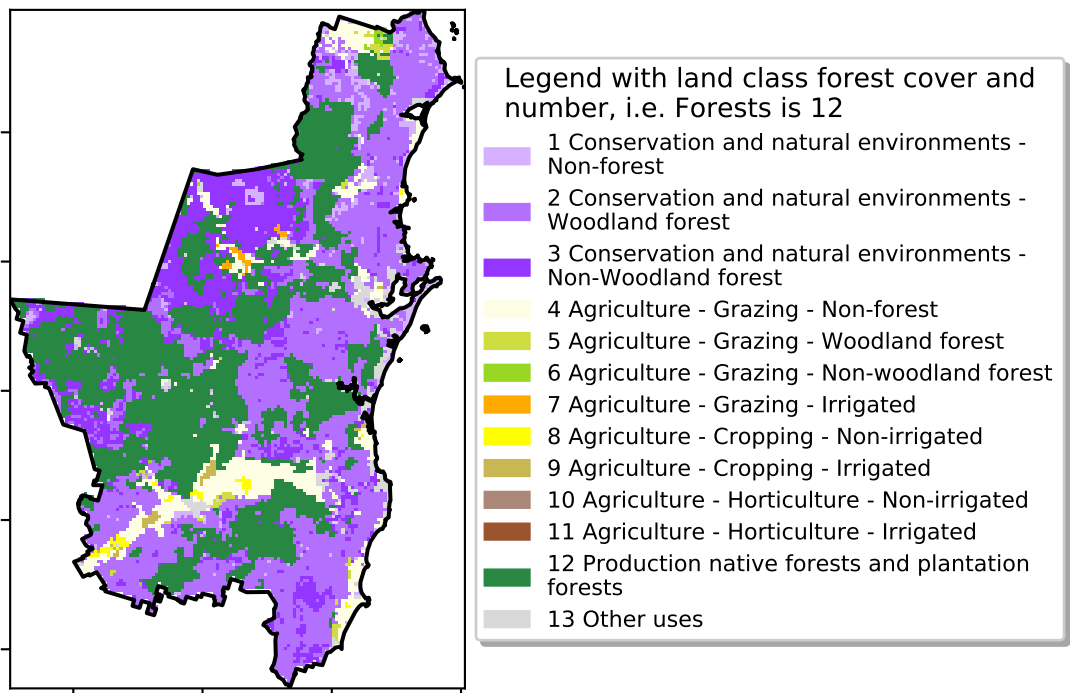 Legend with land class forest cover and
number, i.e. Forests is 12
1 Conservation and natural environments -
Non-forest
2 Conservation and natural environments -
Woodland forest
3 Conservation and natural environments -
Non-Woodland forest
4 Agriculture - Grazing - Non-forest
5 Agriculture - Grazing - Woodland forest
6 Agriculture - Grazing - Non-woodland forest
7 Agriculture - Grazing - Irrigated
8 Agriculture - Cropping - Non-irrigated
9 Agriculture - Cropping - Irrigated
10 Agriculture - Horticulture - Non-irrigated
11 Agriculture - Horticulture - Irrigated
12 Production native forests and plantation
forests
13 Other uses